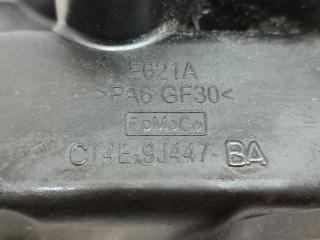 E621A
>PA6 GF30<
FoMoCo
CT4E-9J447-BA